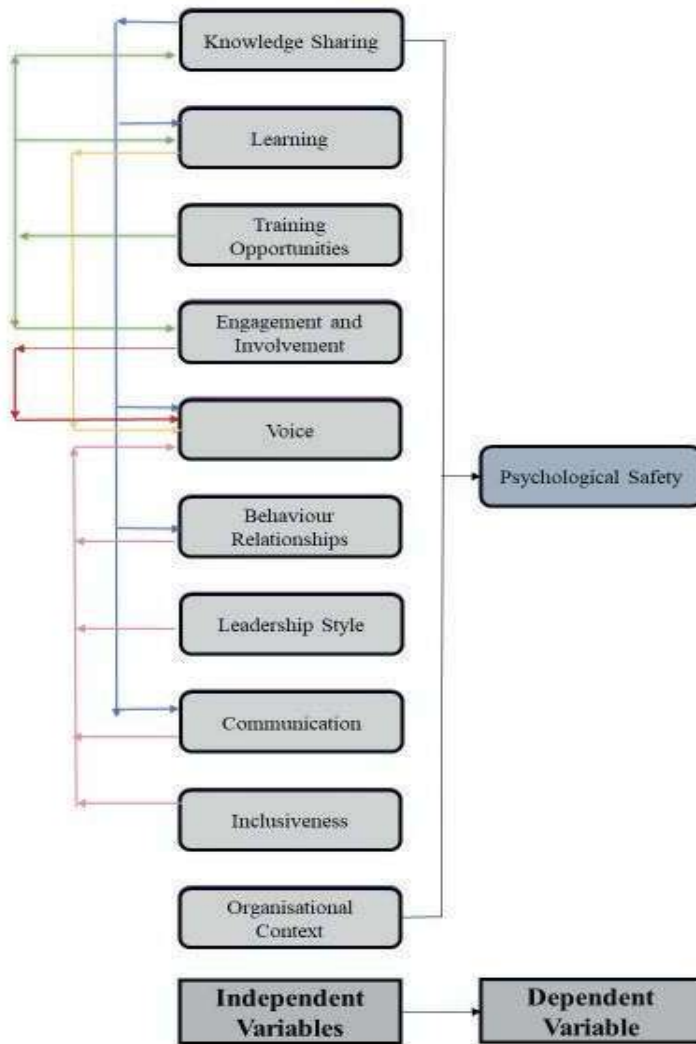 Knowledge Sharing
Learning
Training
Opportunities
Engagement and
Involvement
Voice
Psychological Safety
Behaviour
Relationships
Leadership Style
Communication
Inclusiveness
Organisational
Context
Independent
Variables
Dependent
Variable